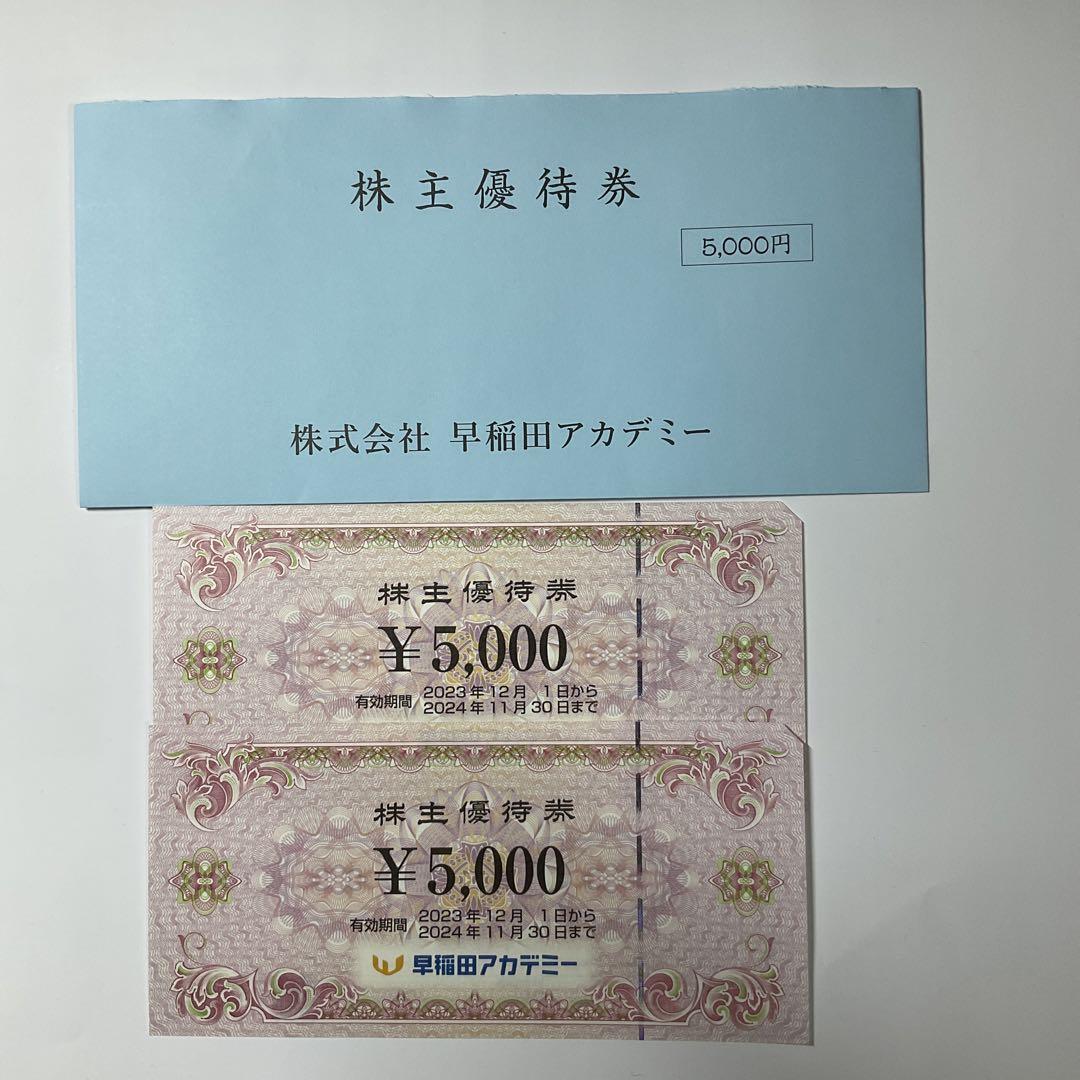 株主優待券
5,000円
株式会社 早稲田アカデミー
株主優待券
¥5,000
有効期間 2023年12月 1日から
2024年11月30日まで
株主優待券
¥5,000
有効期間 2023年12月 1日から
2024年11月30日まで
早稲田アカデミー